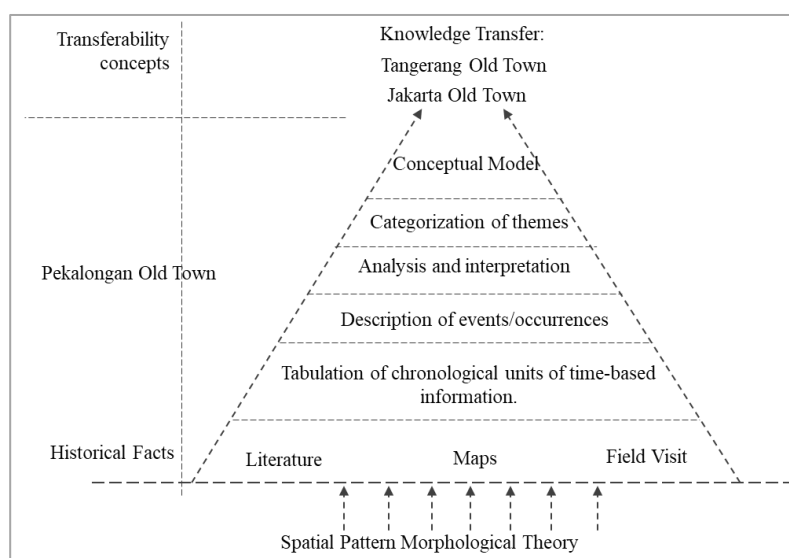 Transferability
concepts
Knowledge Transfer:
Tangerang Old Town
Jakarta Old Town
Conceptual Model
Categorization of themes
Pekalongan Old Town
Analysis and interpretation
Description of events/occurrences
Tabulation of chronological units of time-based
information.
Historical Facts
Literature
Maps
Field Visit
Spatial Pattern Morphological Theory